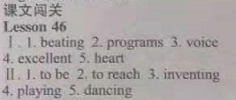 课文闯关
Lesson 46
Ⅰ. 1. beating 2. programs 3. voice
4. excellent 5. heart
Ⅱ. 1. to be 2. to reach 3. inventing
4. playing 5. dancing